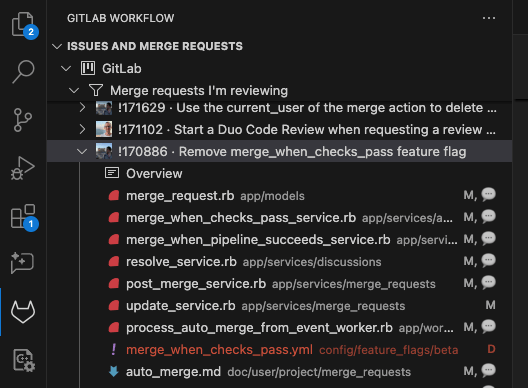 GITLAB WORKFLOW
ISSUES AND MERGE REQUESTS
GitLab
Merge requests I'm reviewing
!171629 · Use the current_user of the merge action to delete ...
!171102 · Start a Duo Code Review when requesting a review ...
!170886 · Remove merge_when_checks_pass feature flag
Overview
merge_request.rb app/models M,
merge_when_checks_pass_service.rb app/services/a... M,
merge_when_pipeline_succeeds_service.rb app/servi... M,
resolve_service.rb app/services/discussions M,
post_merge_service.rb app/services/merge_requests M,
update_service.rb app/services/merge_requests M
process_auto_merge_from_event_worker.rb app/wor... M,
! merge_when_checks_pass.yml config/feature_flags/beta D
auto_merge.md doc/user/project/merge_requests M,
2
1